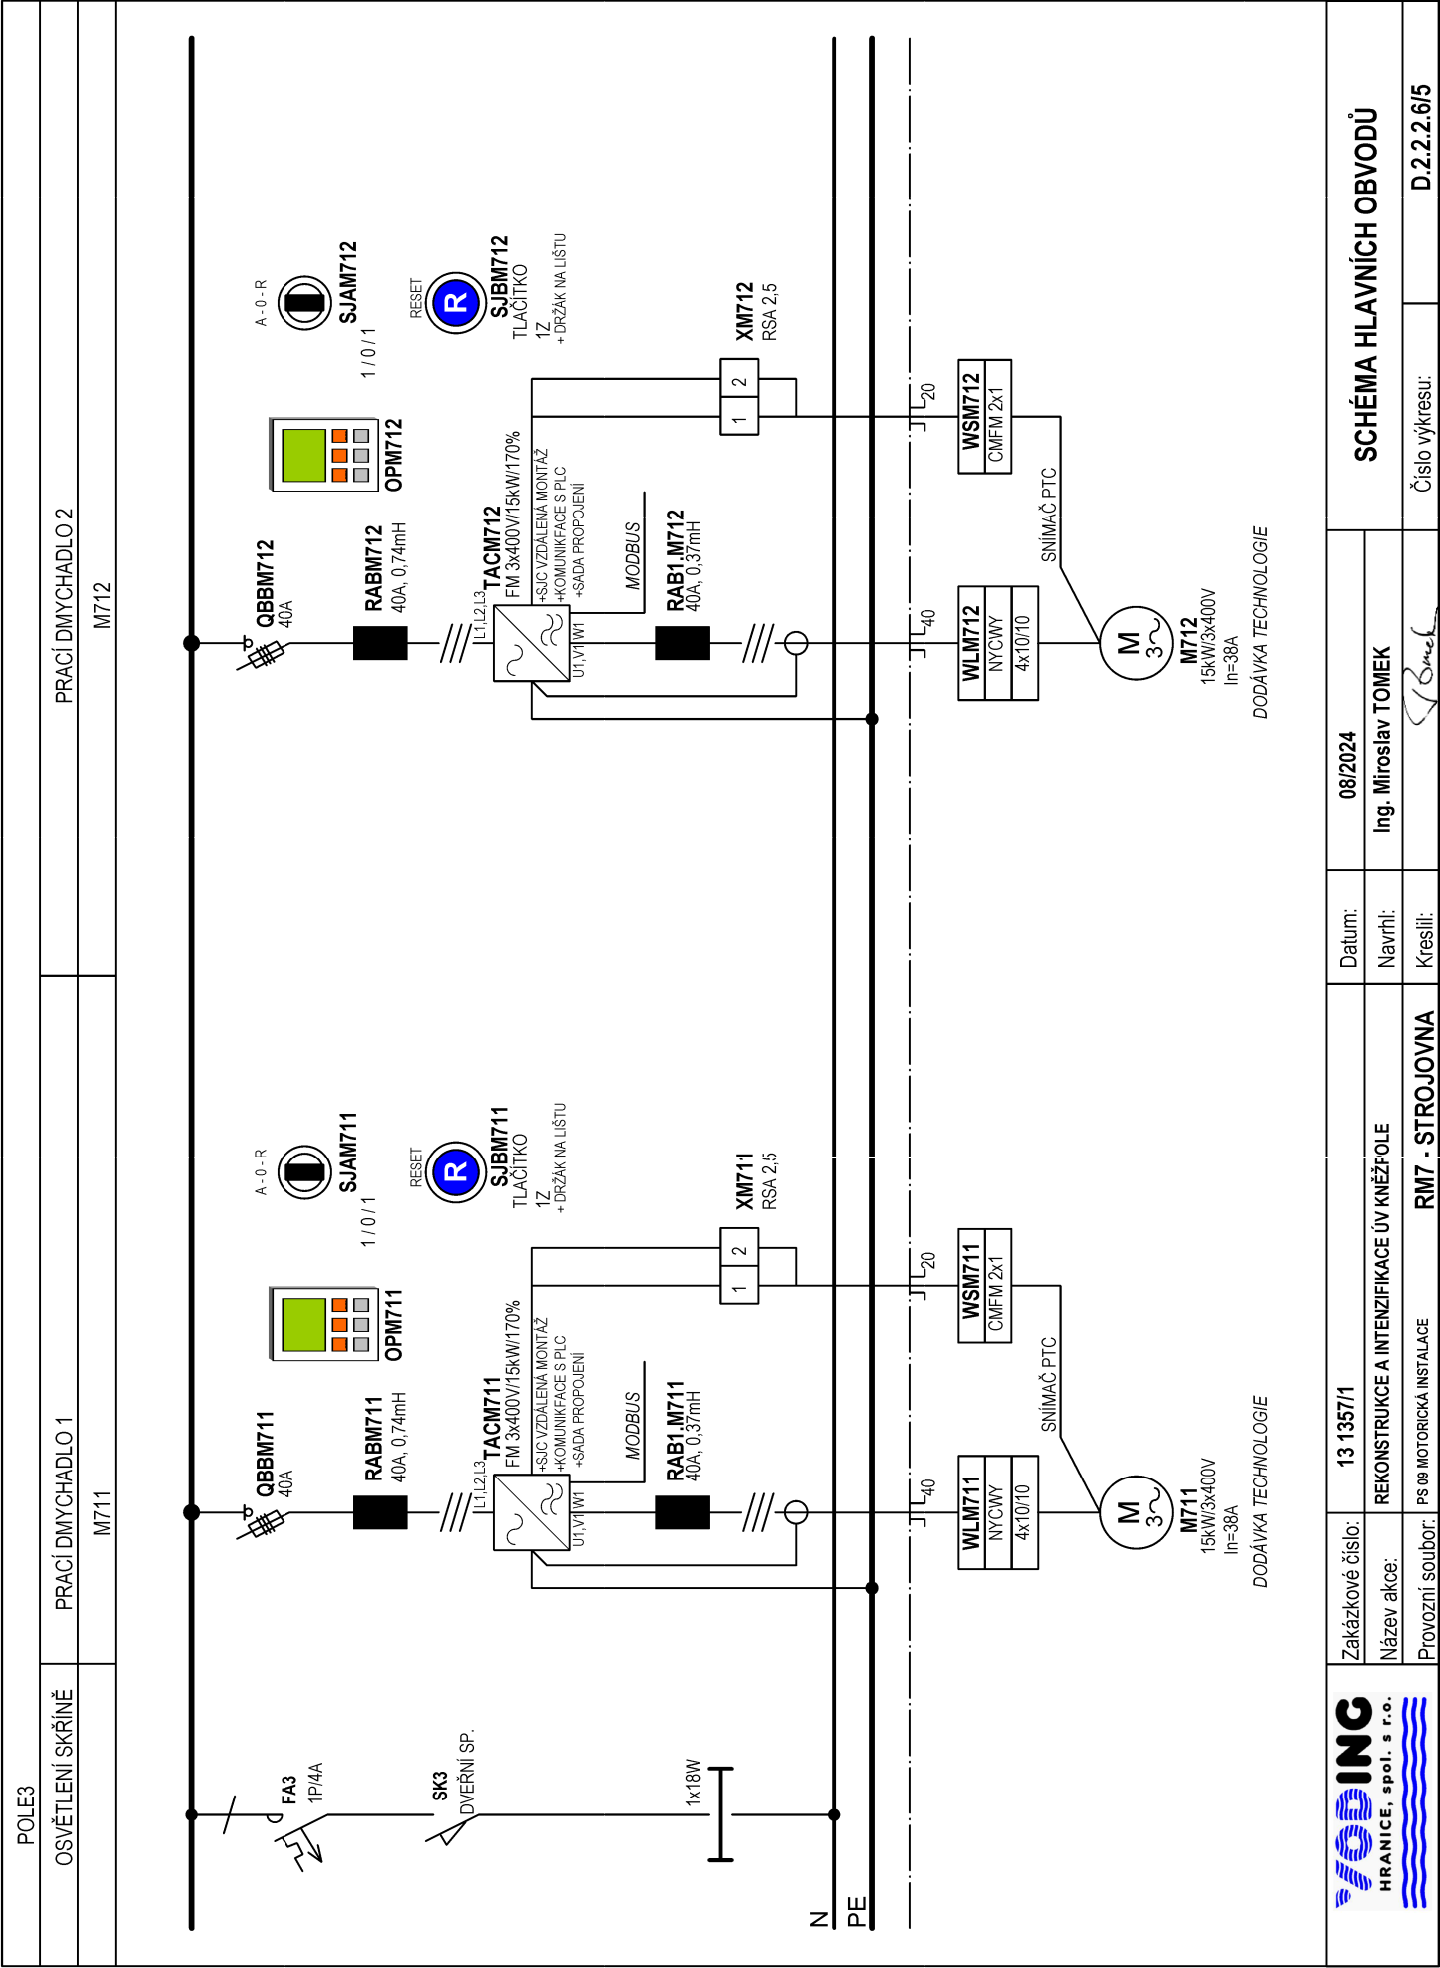 POLE3
OSVĚTLENÍ SKŘÍNĚ
PRACÍ DMYCHADLO 1
PRACÍ DMYCHADLO 2
M711
M712
FA3
1P/4A
SK3
DVEŘNÍ SP.
1x18W
N
PE
QBBM711
40A
RABM711
40A, 0,74mH
L1,L2,L3
TACM711
FM 3x400V/15kW/170%
+SJC VZDÁLENÁ MONTÁŽ
+KOMUNIKFACE S PLC
+SADA PROPOJENÍ
U1,V1 W1
MODBUS
RAB1.M711
40A, 0,37mH
OPM711
A - 0 - R
SJAM711
1 / 0 / 1
RESET
R
SJBM711
TLAČÍTKO
1Z
+ DRŽÁK NA LIŠTU
1
2
XM711
RSA 2,5
40
20
WLM711
NYCWY
4x10/10
WSM711
CMFM 2x1
SNÍMAČ PTC
M
3
M711
15kW/3x400V
In=38A
DODÁVKA TECHNOLOGIE
QBBM712
40A
RABM712
40A, 0,74mH
L1,L2,L3
TACM712
FM 3x400V/15kW/170%
+SJC VZDÁLENÁ MONTÁŽ
+KOMUNIKFACE S PLC
+SADA PROPOJENÍ
U1,V1 W1
MODBUS
RAB1.M712
40A, 0,37mH
OPM712
A - 0 - R
SJAM712
1 / 0 / 1
RESET
R
SJBM712
TLAČÍTKO
1Z
+ DRŽÁK NA LIŠTU
1
2
XM712
RSA 2,5
40
20
WLM712
NYCWY
4x10/10
WSM712
CMFM 2x1
SNÍMAČ PTC
M
3
M712
15kW/3x400V
In=38A
DODÁVKA TECHNOLOGIE
VODING
HRANICE, spol. s r.o.
Zakázkové číslo:
13 1357/1
Název akce:
REKONSTRUKCE A INTENZIFIKACE ÚV KNĚŽPOLE
Provozní soubor:
PS 09 MOTORICKÁ INSTALACE
RM7 - STROJOVNA
Datum:
08/2024
Navrhl:
Ing. Miroslav TOMEK
Kreslil:
Tomek
SCHÉMA HLAVNÍCH OBVODŮ
Číslo výkresu:
D.2.2.2.6/5